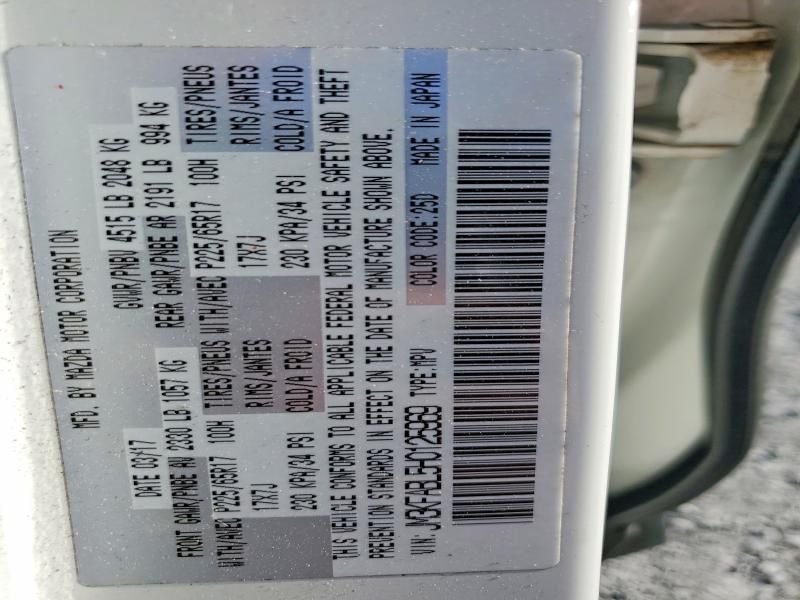 MFD. BY MAZDA MOTOR CORPORATION
DATE 03/17 GVWR/PNBV 4515 LB 2048 KG
FRONT GAWR/PNBE AV 2330 LB 1057 KG REAR GAWR/PNBE AR 2191 LB 994 KG
WITH/AVEC P225/65R17 100H TIRES/PNEUS WITH/AVEC P225/65R17 100H TIRES/PNEUS
17X7J RIMS/JANTES 17X7J RIMS/JANTES
230 KPA/34 PSI COLD/A FROID 230 KPA/34 PSI COLD/A FROID
THIS VEHICLE CONFORMS TO ALL APPLICABLE FEDERAL MOTOR VEHICLE SAFETY AND THEFT
PREVENTION STANDARDS IN EFFECT ON THE DATE OF MANUFACTURE SHOWN ABOVE.
VIN: JM3KFABL5H0125969 TYPE:MPV COLOR CODE:25D MADE IN JAPAN